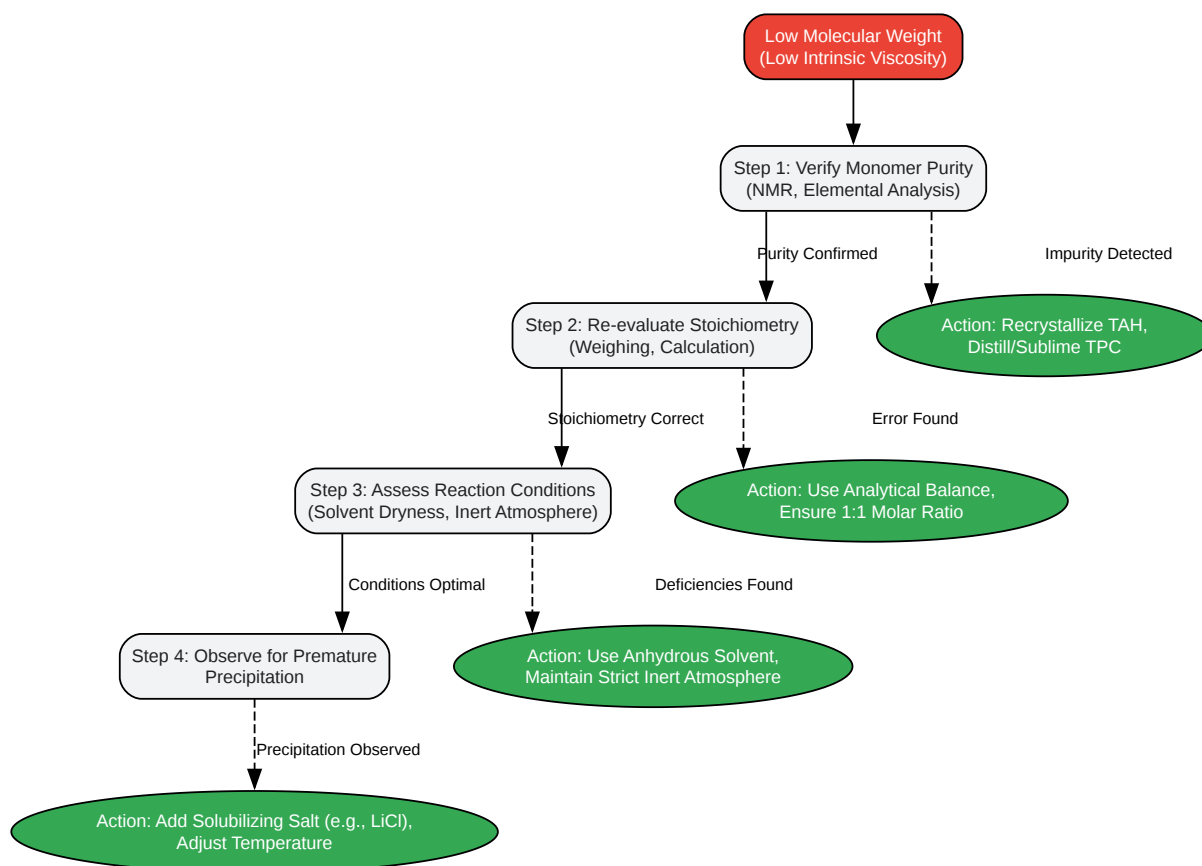 Low Molecular Weight
(Low Intrinsic Viscosity)
Step 1: Verify Monomer Purity
(NMR, Elemental Analysis)
Purity Confirmed
Impurity Detected
Step 2: Re-evaluate Stoichiometry
(Weighing, Calculation)
Action: Recrystallize TAH,
Distill/Sublime TPC
Stoichiometry Correct
Error Found
Step 3: Assess Reaction Conditions
(Solvent Dryness, Inert Atmosphere)
Action: Use Analytical Balance,
Ensure 1:1 Molar Ratio
Conditions Optimal
Deficiencies Found
Step 4: Observe for Premature
Precipitation
Action: Use Anhydrous Solvent,
Maintain Strict Inert Atmosphere
Precipitation Observed
Action: Add Solubilizing Salt (e.g., LiCl),
Adjust Temperature